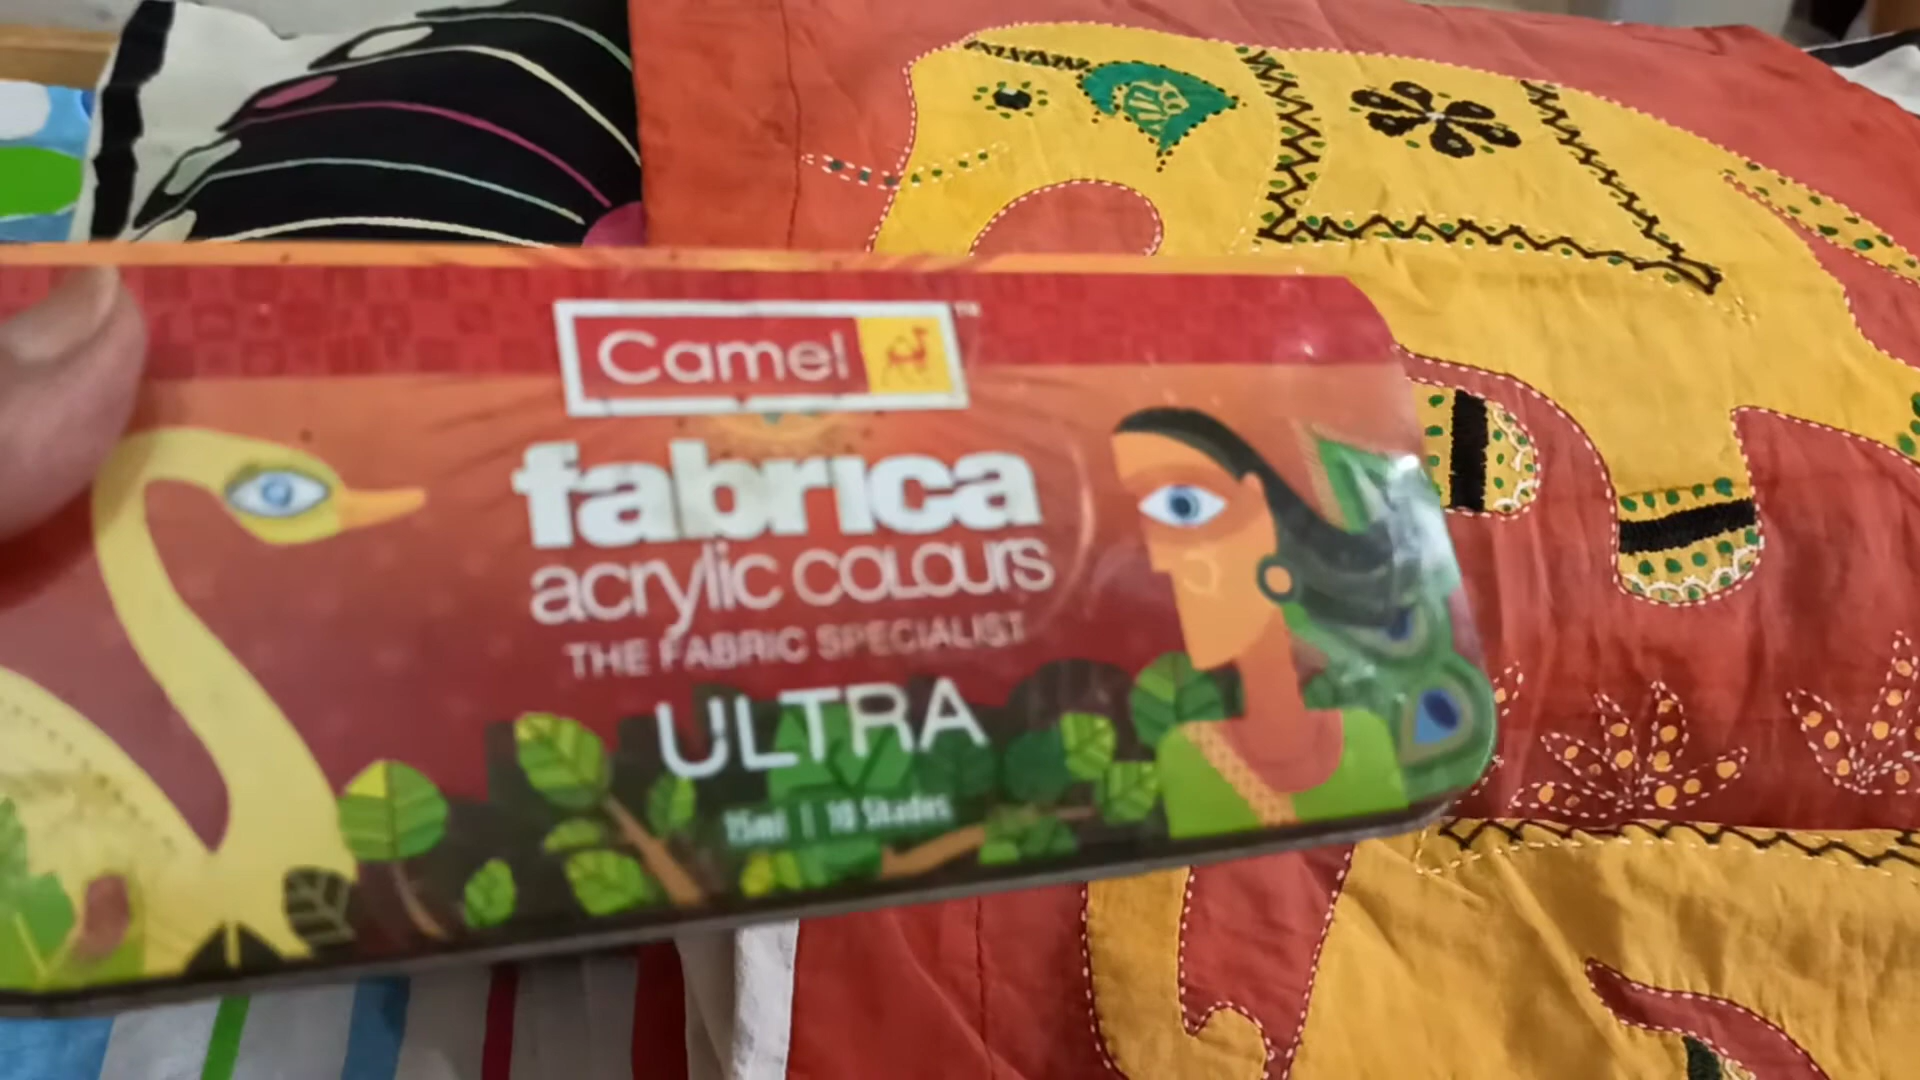 Camel
fabrica
acrylic colours
THE FABRIC SPECIALIST
ULTRA
15ml | 10 Shades